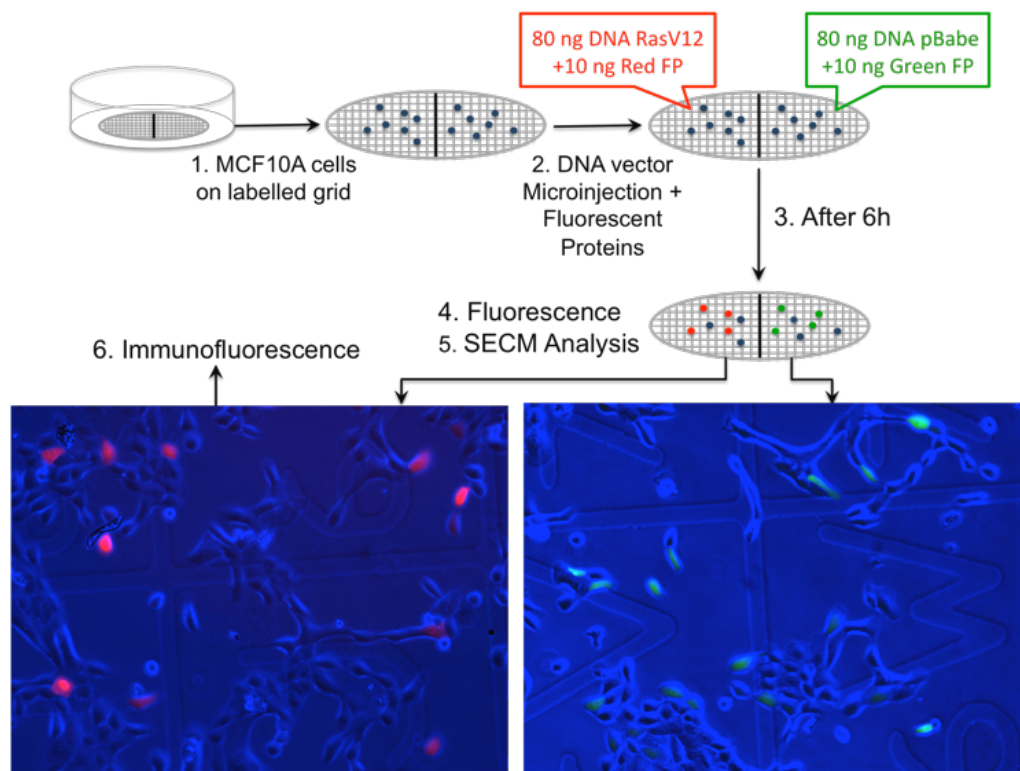 80 ng DNA RasV12
+10 ng Red FP
80 ng DNA pBabe
+10 ng Green FP
1. MCF10A cells
on labelled grid
2. DNA vector
Microinjection +
Fluorescent
Proteins
3. After 6h
4. Fluorescence
5. SECM Analysis
6. Immunofluorescence